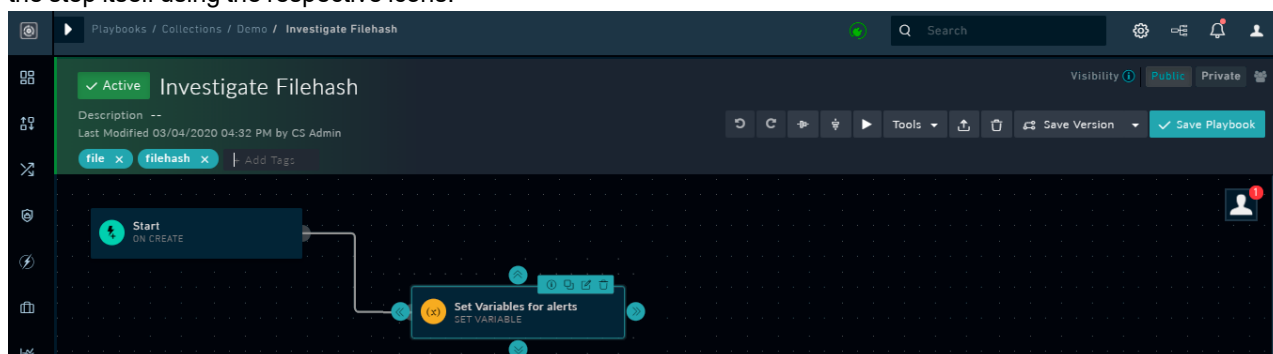 the step itself using the respective icons.
Playbooks / Collections / Demo / Investigate Filehash
Search
Active Investigate Filehash
Visibility Public Private
Description --
Last Modified 03/04/2020 04:32 PM by CS Admin
Tools Save Version Save Playbook
file x filehash x + Add Tags
1
Start
ON CREATE
(x) Set Variables for alerts
SET VARIABLE